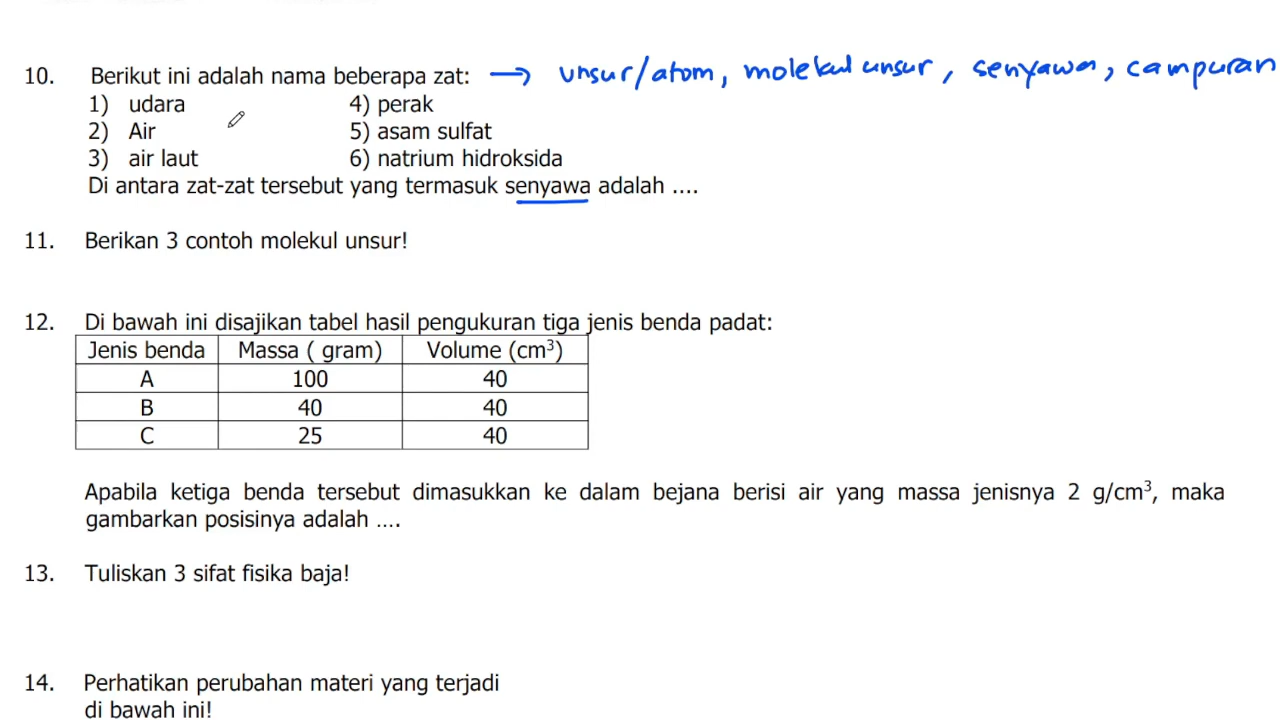 10. Berikut ini adalah nama beberapa zat: → unsur/atom, molekul unsur, senyawa, campuran
1) udara 4) perak
2) Air 5) asam sulfat
3) air laut 6) natrium hidroksida
Di antara zat-zat tersebut yang termasuk senyawa adalah ....
11. Berikan 3 contoh molekul unsur!
12. Di bawah ini disajikan tabel hasil pengukuran tiga jenis benda padat:
Jenis benda Massa ( gram) Volume (cm³)
A 100 40
B 40 40
C 25 40
Apabila ketiga benda tersebut dimasukkan ke dalam bejana berisi air yang massa jenisnya 2 g/cm³, maka
gambarkan posisinya adalah ....
13. Tuliskan 3 sifat fisika baja!
14. Perhatikan perubahan materi yang terjadi
di bawah ini!